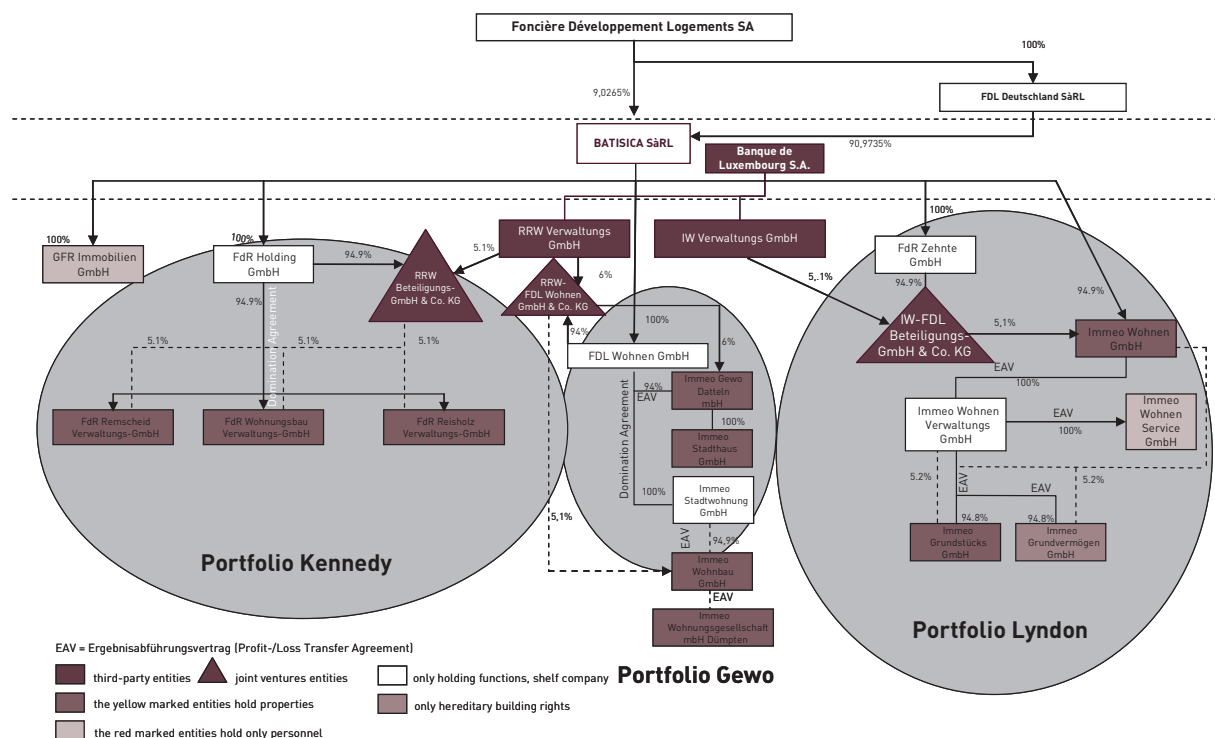 Foncière Développement Logements SA
100%
9,0265%
FDL Deutschland SàRL
BATISICA SàRL
90,9735%
Banque de
Luxembourg S.A.
100%
GFR Immobilien
GmbH
100%
FdR Holding
GmbH
94.9%
94.9%
Domination Agreement
RRW
Beteiligungs-
GmbH & Co. KG
5.1%
RRW Verwaltungs
GmbH
6%
RRW-
FDL Wohnen
GmbH & Co. KG
IW Verwaltungs GmbH
5,.1%
100%
FdR Zehnte
GmbH
94.9%
94.9%
IW-FDL
Beteiligungs-
GmbH & Co. KG
5,1%
Immeo Wohnen
GmbH
5.1%
5.1%
5.1%
FdR Remscheid
Verwaltungs-GmbH
FdR Wohnungsbau
Verwaltungs-GmbH
FdR Reisholz
Verwaltungs-GmbH
Portfolio Kennedy
94%
100%
6%
FDL Wohnen GmbH
Domination Agreement
94%
EAV
Immeo Gewo
Datteln
mbH
100%
Immeo
Stadthaus
GmbH
100%
Immeo
Stadtwohnung
GmbH
5,1%
EAV
94,9%
Immeo
Wohnbau
GmbH
EAV
Immeo
Wohnungsgesellschaft
mbH Dümpten
Portfolio Gewo
EAV
100%
Immeo Wohnen
Verwaltungs
GmbH
EAV
100%
Immeo
Wohnen
Service
GmbH
5.2%
EAV
EAV
5.2%
94.8%
94.8%
Immeo
Grundstücks
GmbH
Immeo
Grundvermögen
GmbH
Portfolio Lyndon
EAV = Ergebnisabführungsvertrag (Profit-/Loss Transfer Agreement)
third-party entities
joint ventures entities
only holding functions, shelf company
the yellow marked entities hold properties
only hereditary building rights
the red marked entities hold only personnel